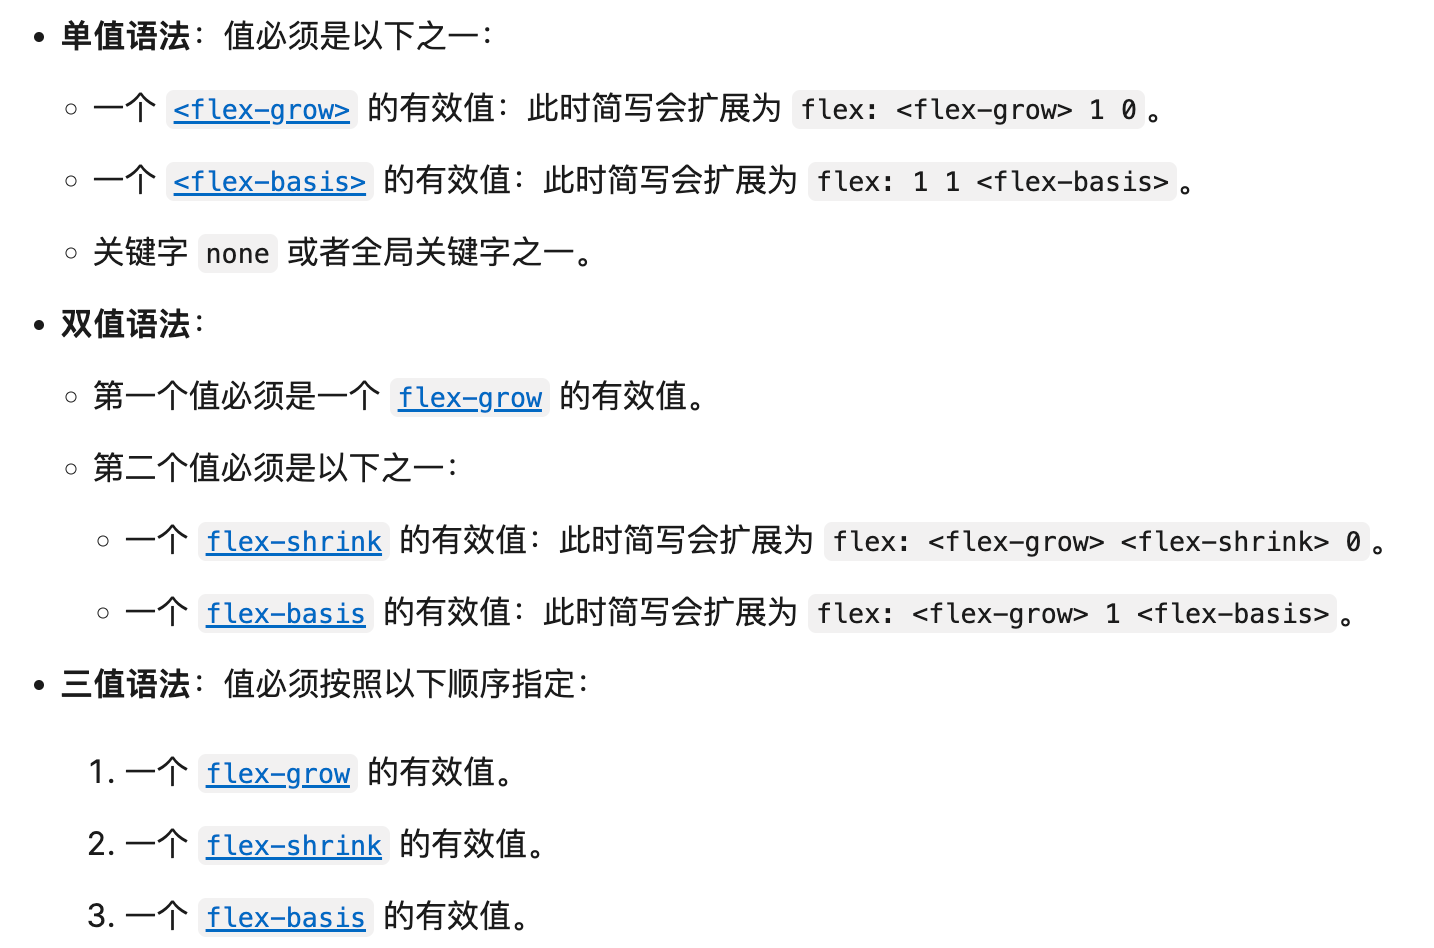 • 单值语法：值必须是以下之一：
◦ 一个 <flex-grow> 的有效值：此时简写会扩展为 flex: <flex-grow> 1 0。
◦ 一个 <flex-basis> 的有效值：此时简写会扩展为 flex: 1 1 <flex-basis>。
◦ 关键字 none 或者全局关键字之一。
• 双值语法：
◦ 第一个值必须是一个 flex-grow 的有效值。
◦ 第二个值必须是以下之一：
◦ 一个 flex-shrink 的有效值：此时简写会扩展为 flex: <flex-grow> <flex-shrink> 0。
◦ 一个 flex-basis 的有效值：此时简写会扩展为 flex: <flex-grow> 1 <flex-basis>。
• 三值语法：值必须按照以下顺序指定：
1. 一个 flex-grow 的有效值。
2. 一个 flex-shrink 的有效值。
3. 一个 flex-basis 的有效值。